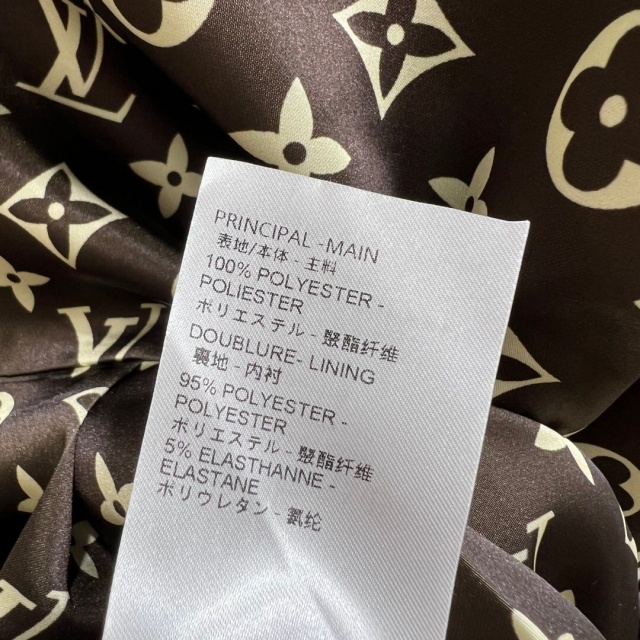 PRINCIPAL -MAIN
表地/本体 - 主料
100% POLYESTER -
POLIESTER
ポリエステル - 聚酯纤维
DOUBLURE- LINING
裏地 - 内衬
95% POLYESTER -
POLYESTER
ポリエステル - 聚酯纤维
5% ELASTHANNE -
ELASTANE
ポリウレタン - 氨纶